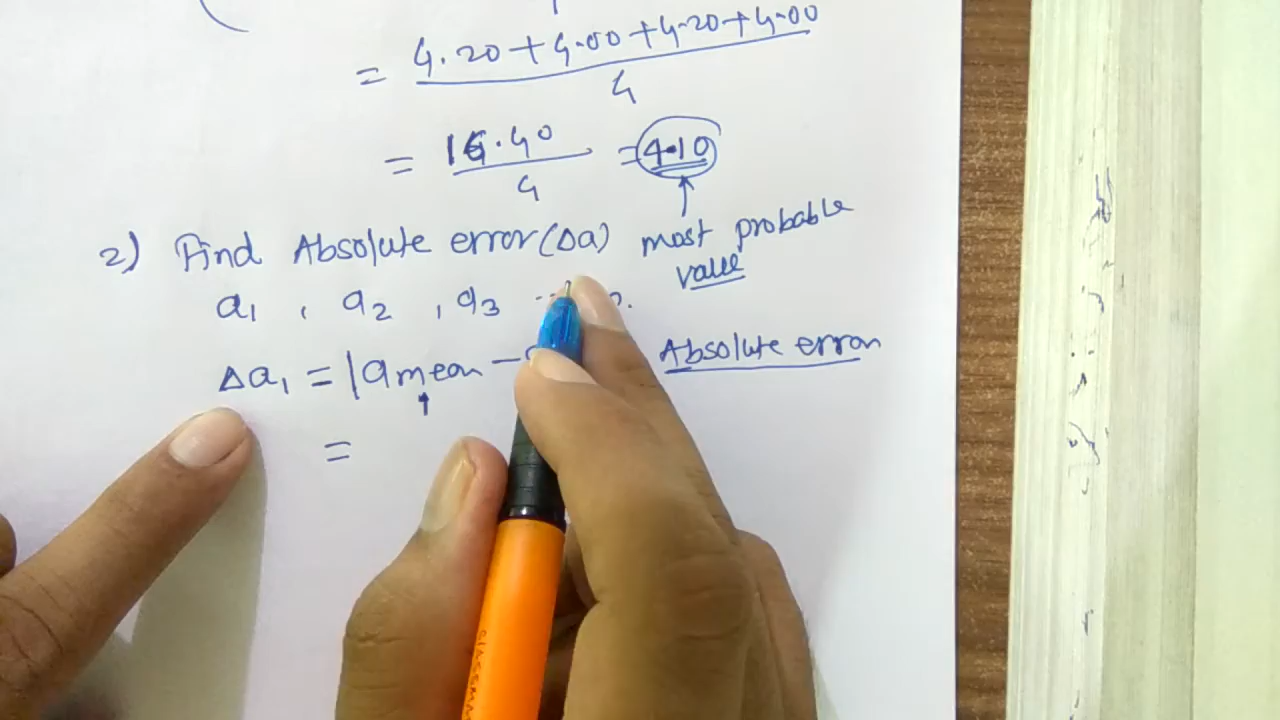 = 4.20 + 4.00 + 4.20 + 4.00
4
= 16.40 = 4.10
4
2) Find Absolute error (Δa) most probable value
a1 , a2 , a3 ...
Δa1 = |amean − Absolute error
=